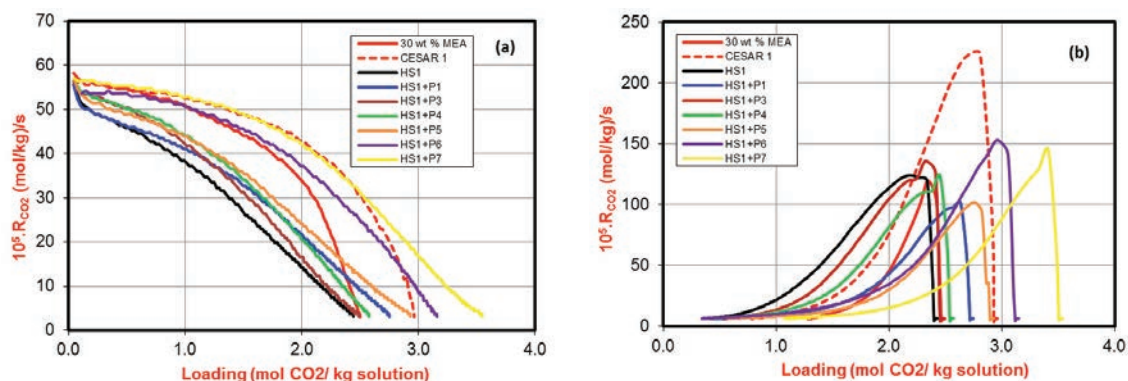 (a)
10⁵.R_CO2 (mol/kg)/s
70
60
50
40
30
20
10
0
0.0 1.0 2.0 3.0 4.0
Loading (mol CO2/ kg solution)
30 wt % MEA
CESAR 1
HS1
HS1+P1
HS1+P3
HS1+P4
HS1+P5
HS1+P6
HS1+P7
(b)
10⁵.R_CO2 (mol/kg)/s
250
200
150
100
50
0
0.0 1.0 2.0 3.0 4.0
Loading (mol CO2/ kg solution)
30 wt % MEA
CESAR 1
HS1
HS1+P1
HS1+P3
HS1+P4
HS1+P5
HS1+P6
HS1+P7